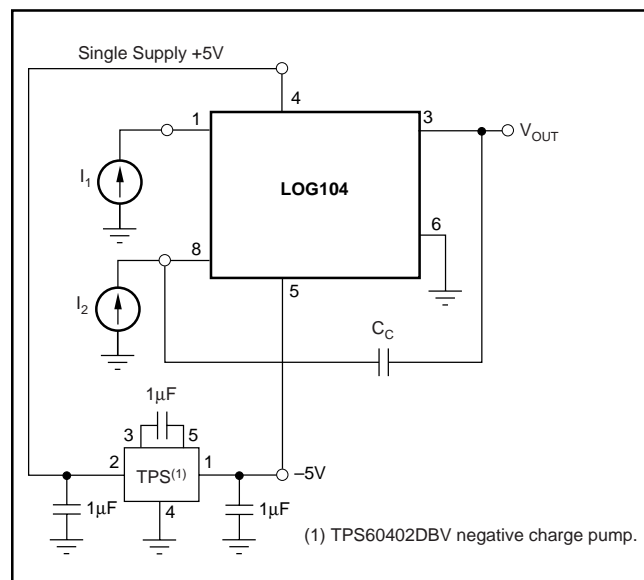 Single Supply +5V
4
1
3
V_OUT
I_1
LOG104
6
8
5
I_2
C_C
1μF
3
5
2
TPS(1)
1
–5V
1μF
4
1μF
(1) TPS60402DBV negative charge pump.